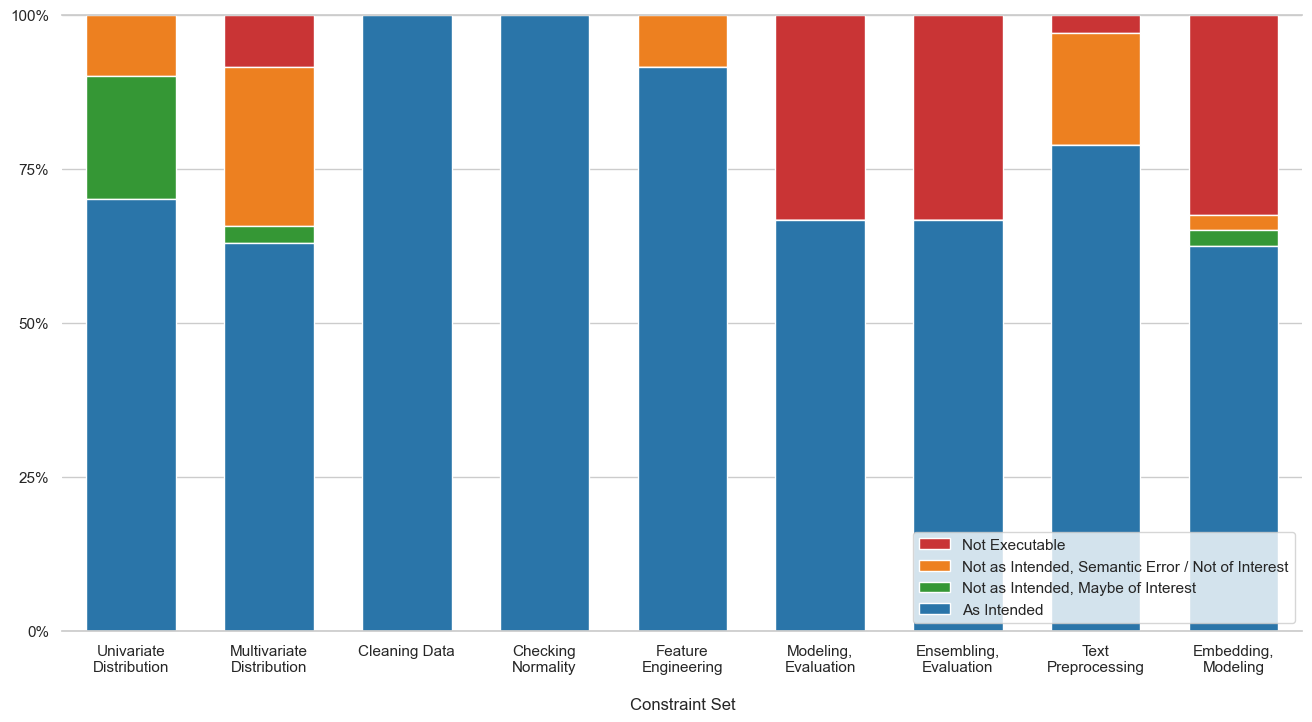 100%
75%
50%
25%
0%
Not Executable
Not as Intended, Semantic Error / Not of Interest
Not as Intended, Maybe of Interest
As Intended
Univariate
Distribution
Multivariate
Distribution
Cleaning Data
Checking
Normality
Feature
Engineering
Modeling,
Evaluation
Ensembling,
Evaluation
Text
Preprocessing
Embedding,
Modeling
Constraint Set